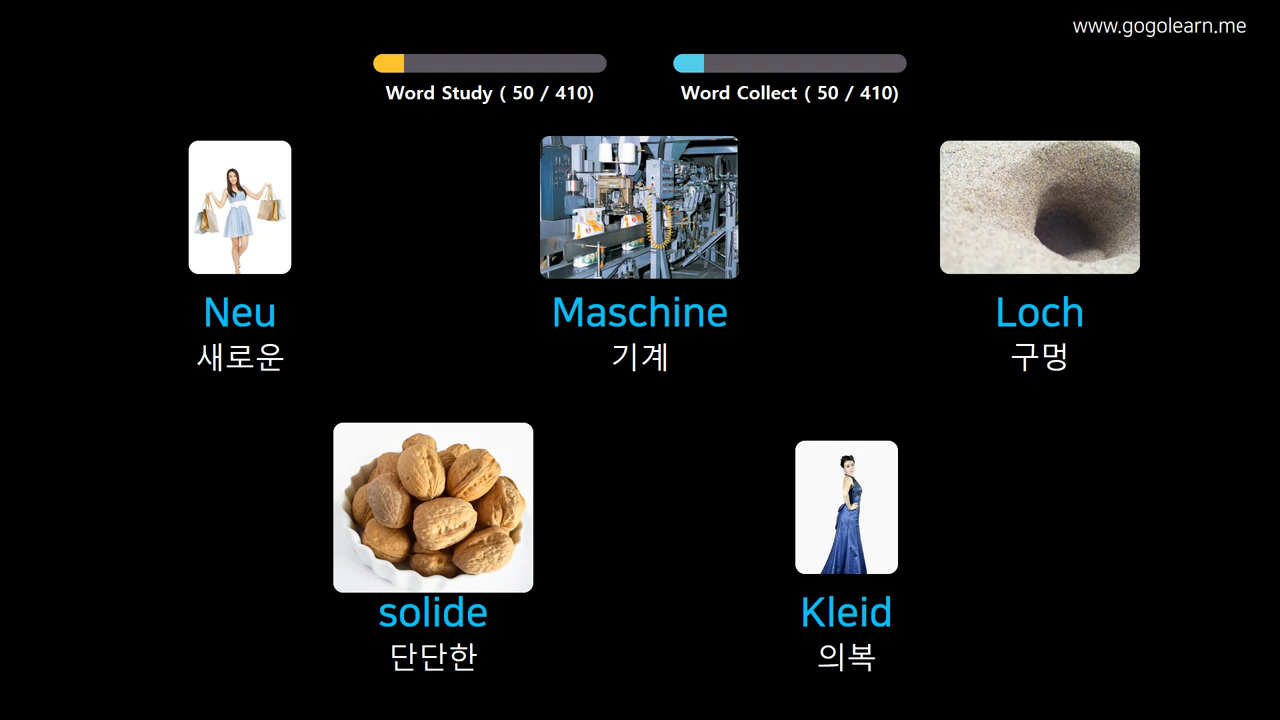 www.gogolearn.me
Word Study ( 50 / 410)
Word Collect ( 50 / 410)
Neu
새로운
Maschine
기계
Loch
구멍
solide
단단한
Kleid
의복